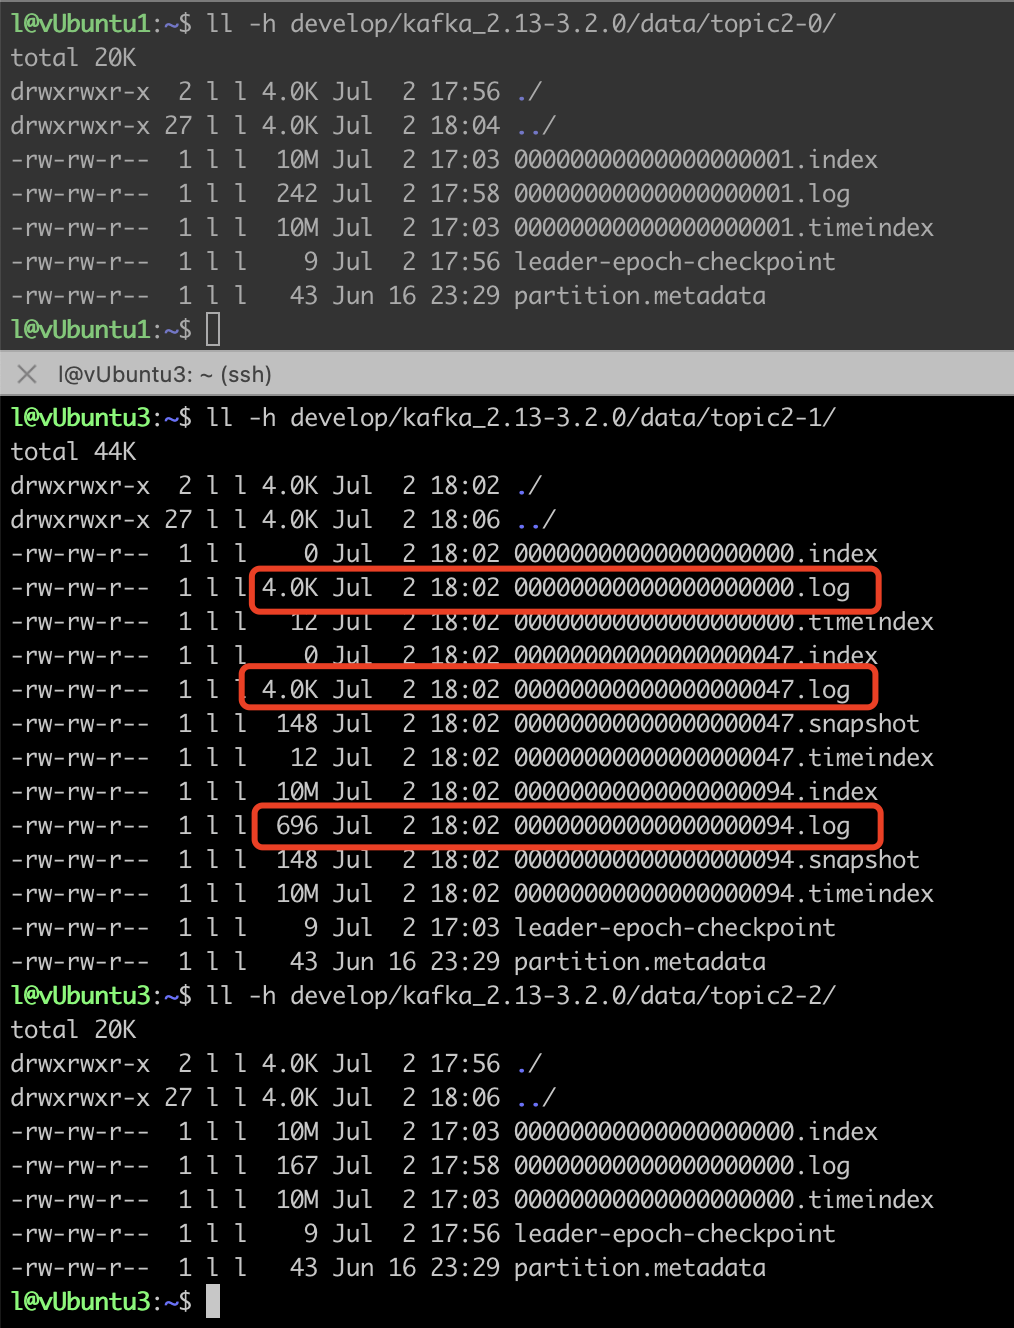 l@vUbuntu1:~$ ll -h develop/kafka_2.13-3.2.0/data/topic2-0/
total 20K
drwxrwxr-x  2 l l 4.0K Jul  2 17:56 ./
drwxrwxr-x 27 l l 4.0K Jul  2 18:04 ../
-rw-rw-r--  1 l l  10M Jul  2 17:03 00000000000000000001.index
-rw-rw-r--  1 l l  242 Jul  2 17:58 00000000000000000001.log
-rw-rw-r--  1 l l  10M Jul  2 17:03 00000000000000000001.timeindex
-rw-rw-r--  1 l l    9 Jul  2 17:56 leader-epoch-checkpoint
-rw-rw-r--  1 l l   43 Jun 16 23:29 partition.metadata
l@vUbuntu1:~$
l@vUbuntu3: ~ (ssh)
l@vUbuntu3:~$ ll -h develop/kafka_2.13-3.2.0/data/topic2-1/
total 44K
drwxrwxr-x  2 l l 4.0K Jul  2 18:02 ./
drwxrwxr-x 27 l l 4.0K Jul  2 18:06 ../
-rw-rw-r--  1 l l    0 Jul  2 18:02 00000000000000000000.index
-rw-rw-r--  1 l l 4.0K Jul  2 18:02 00000000000000000000.log
-rw-rw-r--  1 l l   12 Jul  2 18:02 00000000000000000000.timeindex
-rw-rw-r--  1 l l    0 Jul  2 18:02 00000000000000000047.index
-rw-rw-r--  1 l l 4.0K Jul  2 18:02 00000000000000000047.log
-rw-rw-r--  1 l l  148 Jul  2 18:02 00000000000000000047.snapshot
-rw-rw-r--  1 l l   12 Jul  2 18:02 00000000000000000047.timeindex
-rw-rw-r--  1 l l  10M Jul  2 18:02 00000000000000000094.index
-rw-rw-r--  1 l l  696 Jul  2 18:02 00000000000000000094.log
-rw-rw-r--  1 l l  148 Jul  2 18:02 00000000000000000094.snapshot
-rw-rw-r--  1 l l  10M Jul  2 18:02 00000000000000000094.timeindex
-rw-rw-r--  1 l l    9 Jul  2 17:03 leader-epoch-checkpoint
-rw-rw-r--  1 l l   43 Jun 16 23:29 partition.metadata
l@vUbuntu3:~$ ll -h develop/kafka_2.13-3.2.0/data/topic2-2/
total 20K
drwxrwxr-x  2 l l 4.0K Jul  2 17:56 ./
drwxrwxr-x 27 l l 4.0K Jul  2 18:06 ../
-rw-rw-r--  1 l l  10M Jul  2 17:03 00000000000000000000.index
-rw-rw-r--  1 l l  167 Jul  2 17:58 00000000000000000000.log
-rw-rw-r--  1 l l  10M Jul  2 17:03 00000000000000000000.timeindex
-rw-rw-r--  1 l l    9 Jul  2 17:56 leader-epoch-checkpoint
-rw-rw-r--  1 l l   43 Jun 16 23:29 partition.metadata
l@vUbuntu3:~$